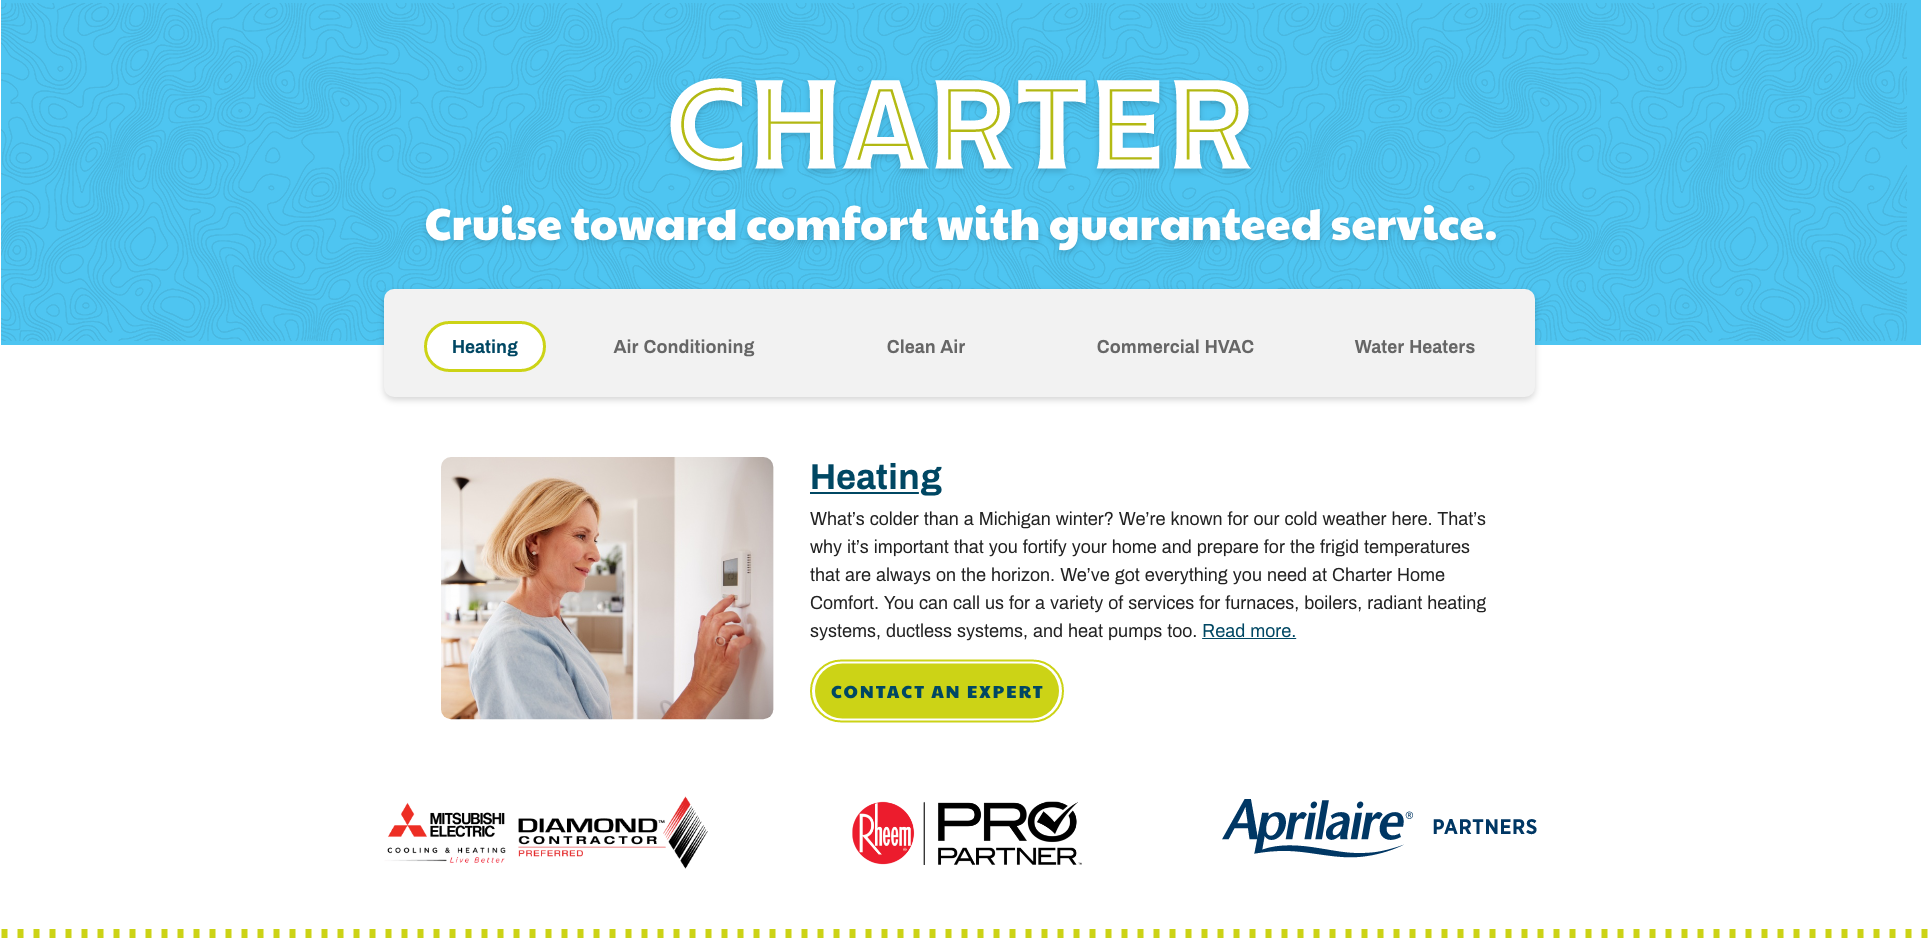 CHARTER
Cruise toward comfort with guaranteed service.
Heating
Air Conditioning
Clean Air
Commercial HVAC
Water Heaters
Heating
What’s colder than a Michigan winter? We’re known for our cold weather here. That’s
why it’s important that you fortify your home and prepare for the frigid temperatures
that are always on the horizon. We’ve got everything you need at Charter Home
Comfort. You can call us for a variety of services for furnaces, boilers, radiant heating
systems, ductless systems, and heat pumps too. Read more.
CONTACT AN EXPERT
MITSUBISHI
ELECTRIC
COOLING & HEATING
Live Better
DIAMOND™
CONTRACTOR
PREFERRED
Rheem
PRO
PARTNER™
Aprilaire®
PARTNERS